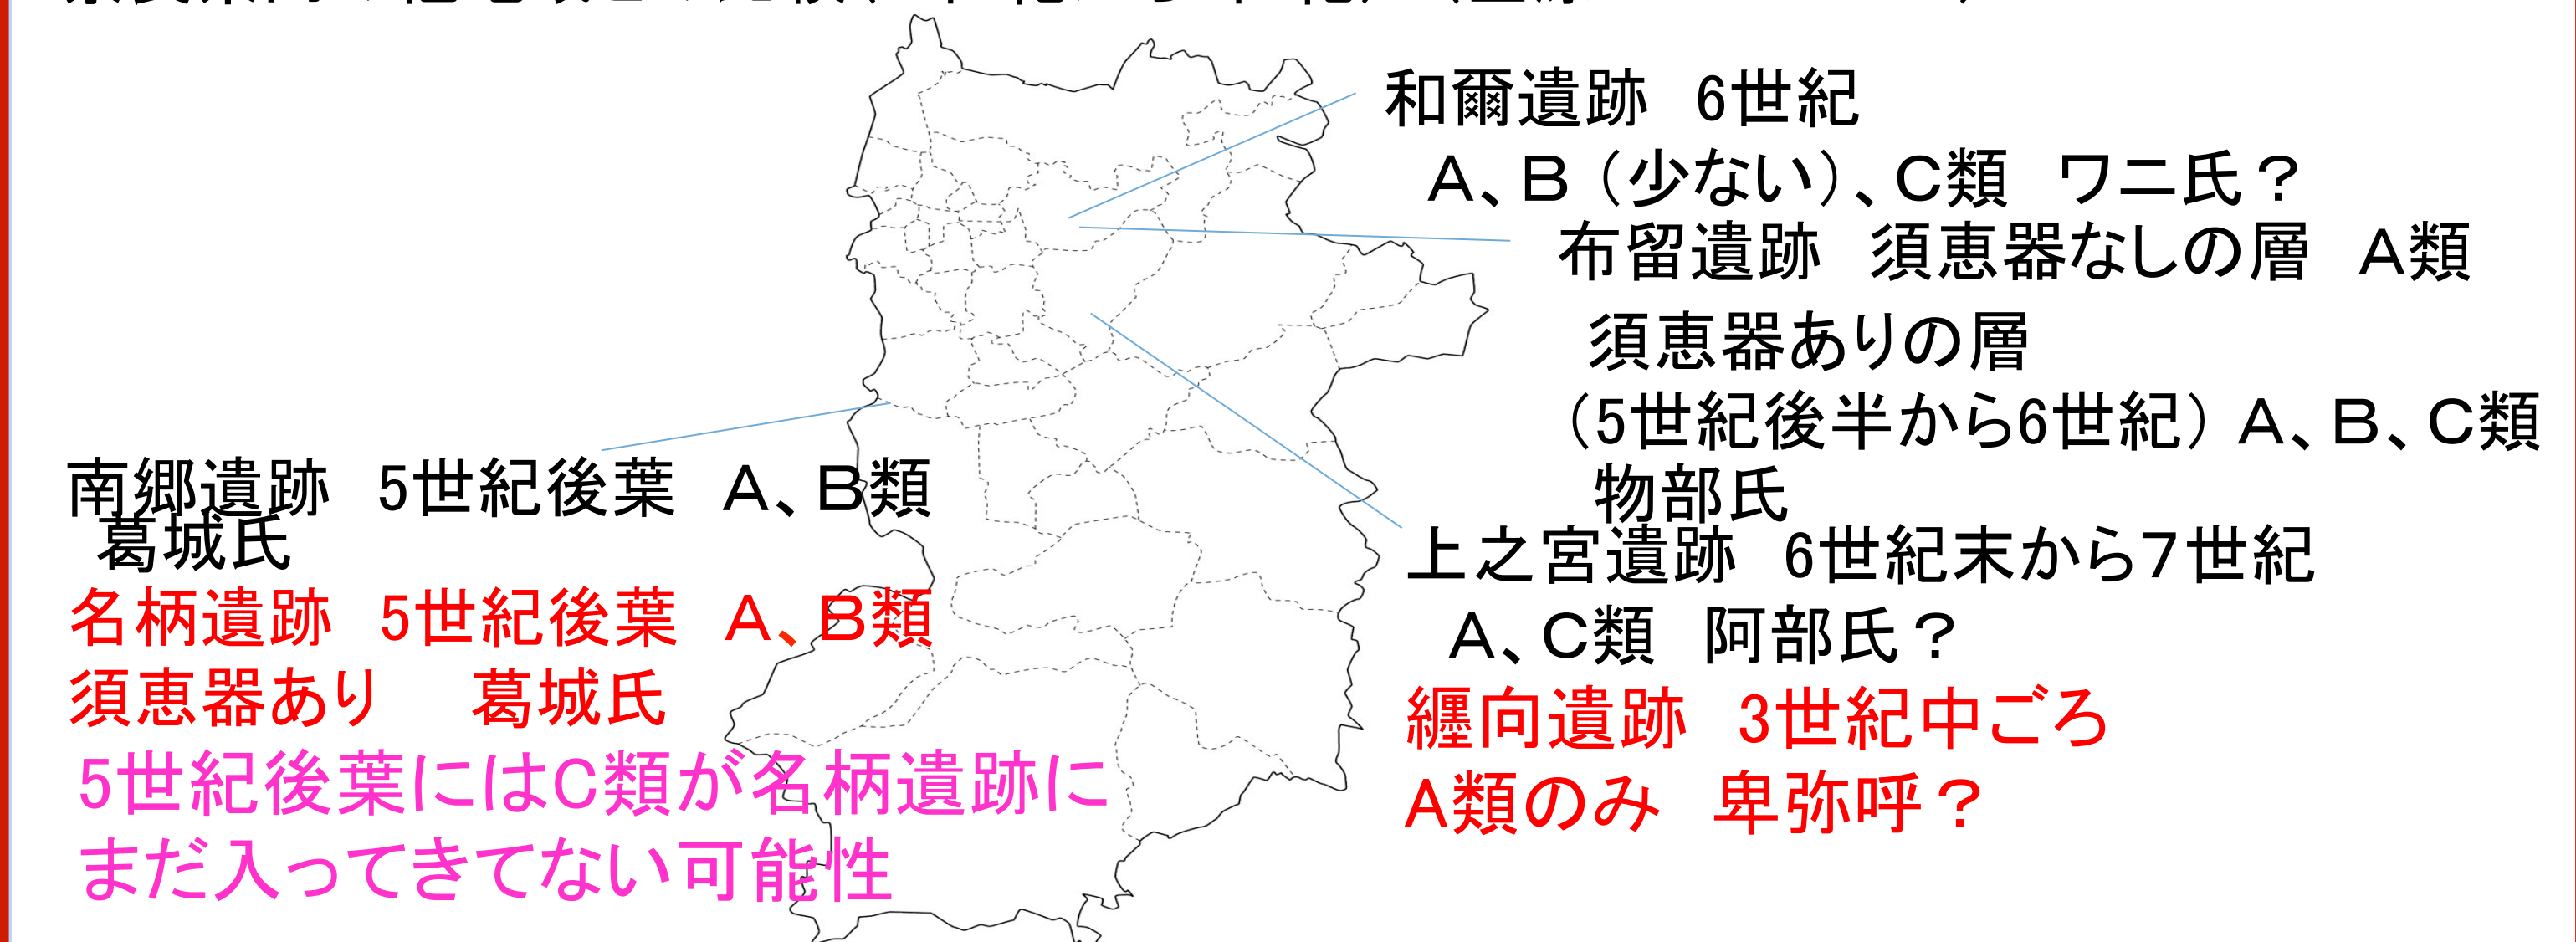 和爾遺跡　6世紀
A、B（少ない）、C類　ワニ氏？
布留遺跡　須恵器なしの層　A類
須恵器ありの層
（5世紀後半から6世紀）A、B、C類
物部氏
上之宮遺跡　6世紀末から7世紀
A、C類　阿部氏？
纒向遺跡　3世紀中ごろ
A類のみ　卑弥呼？
南郷遺跡　5世紀後葉　A、B類
葛城氏
名柄遺跡　5世紀後葉　A、B類
須恵器あり　葛城氏
5世紀後葉にはC類が名柄遺跡に
まだ入ってきてない可能性